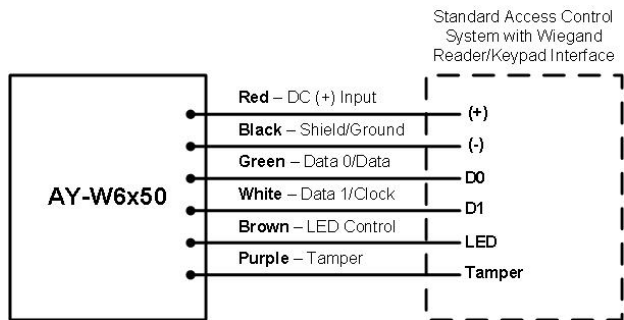 Standard Access Control
System with Wiegand
Reader/Keypad Interface
Red – DC (+) Input
(+)
Black – Shield/Ground
(-)
Green – Data 0/Data
D0
AY-W6x50
White – Data 1/Clock
D1
Brown – LED Control
LED
Purple – Tamper
Tamper